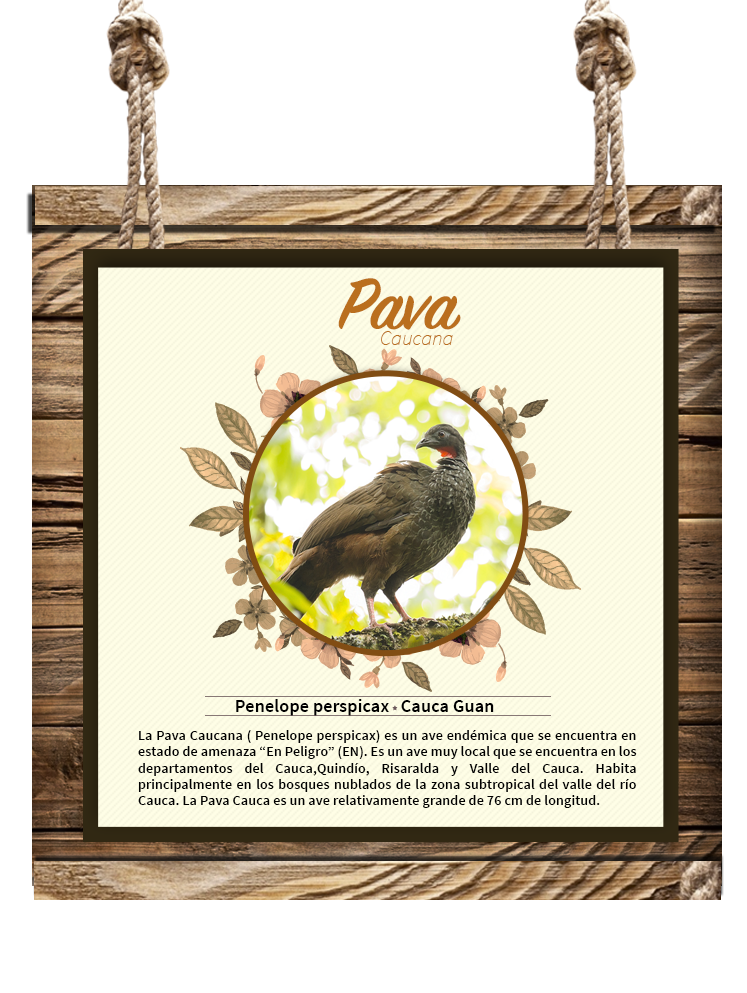 Pava
Caucana
Penelope perspicax * Cauca Guan
La Pava Caucana ( Penelope perspicax) es un ave endémica que se encuentra en
estado de amenaza “En Peligro” (EN). Es un ave muy local que se encuentra en los
departamentos del Cauca,Quindío, Risaralda y Valle del Cauca. Habita
principalmente en los bosques nublados de la zona subtropical del valle del río
Cauca. La Pava Cauca es un ave relativamente grande de 76 cm de longitud.